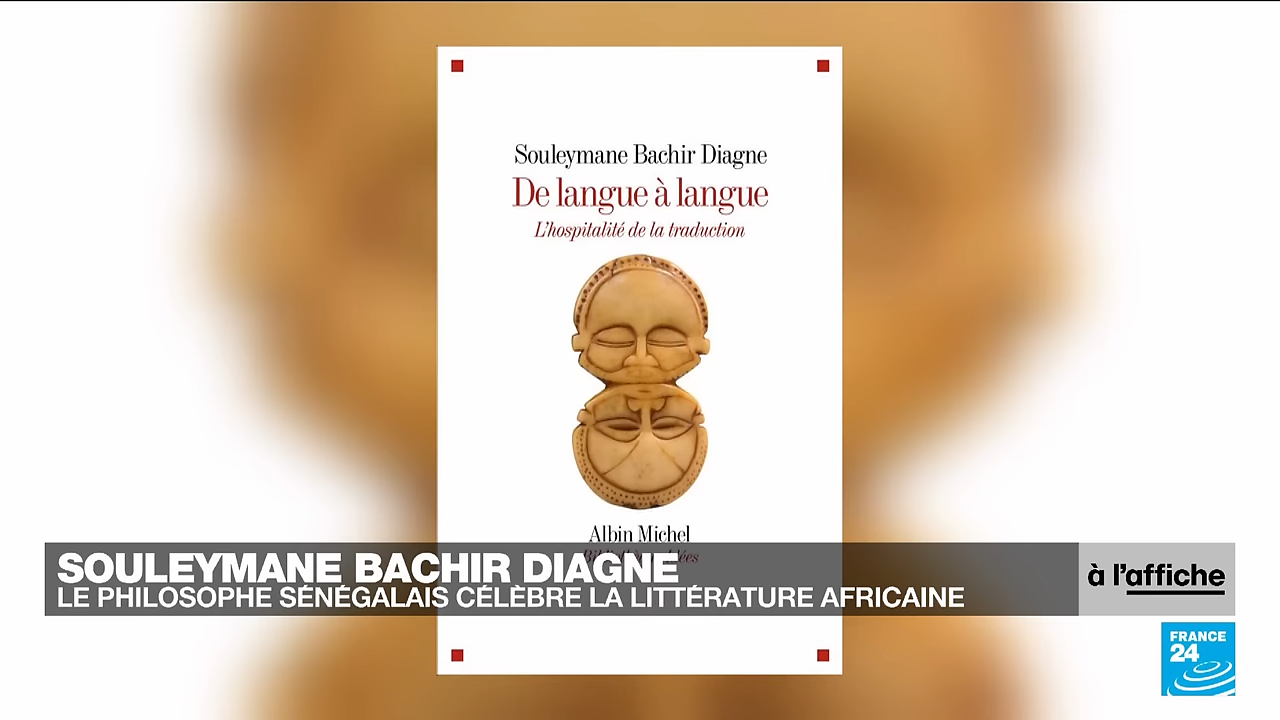 Souleymane Bachir Diagne
De langue à langue
L'hospitalité de la traduction
Albin Michel
SOULEYMANE BACHIR DIAGNE
LE PHILOSOPHE SÉNÉGALAIS CÉLÈBRE LA LITTÉRATURE AFRICAINE
à l'affiche
FRANCE
24